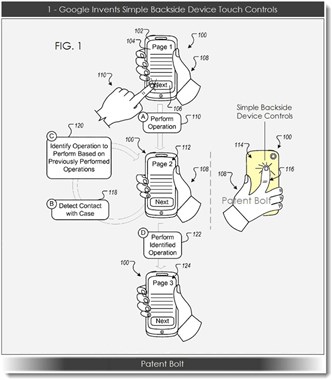 1 - Google Invents Simple Backside Device Touch Controls
FIG. 1
102
104
100
Page 1
108
110
Next
106
A
Perform
Operation
110
120
C
Identify Operation to
Perform Based on
Previously Performed
Operations
118
B
Detect Contact
with Case
100
112
Page 2
108
Next
Simple Backside
Device Controls
100
114
116
108
Patent Bolt
D
Perform
Identified
Operation
122
100
124
Page 3
Next
Patent Bolt